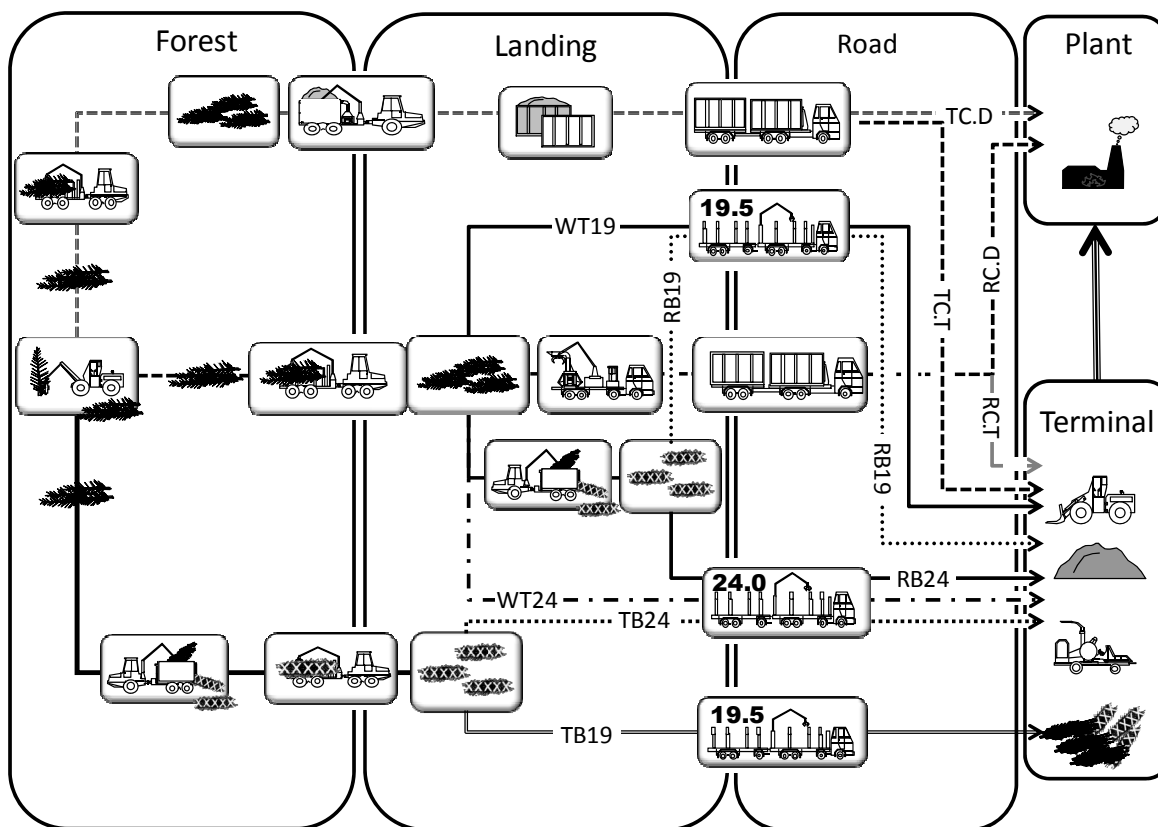 Forest
Landing
Road
Plant
TC.D
19.5
WT19
RB19
TC.T
RC.D
RC.T
Terminal
RB19
24.0
RB24
WT24
TB24
19.5
TB19